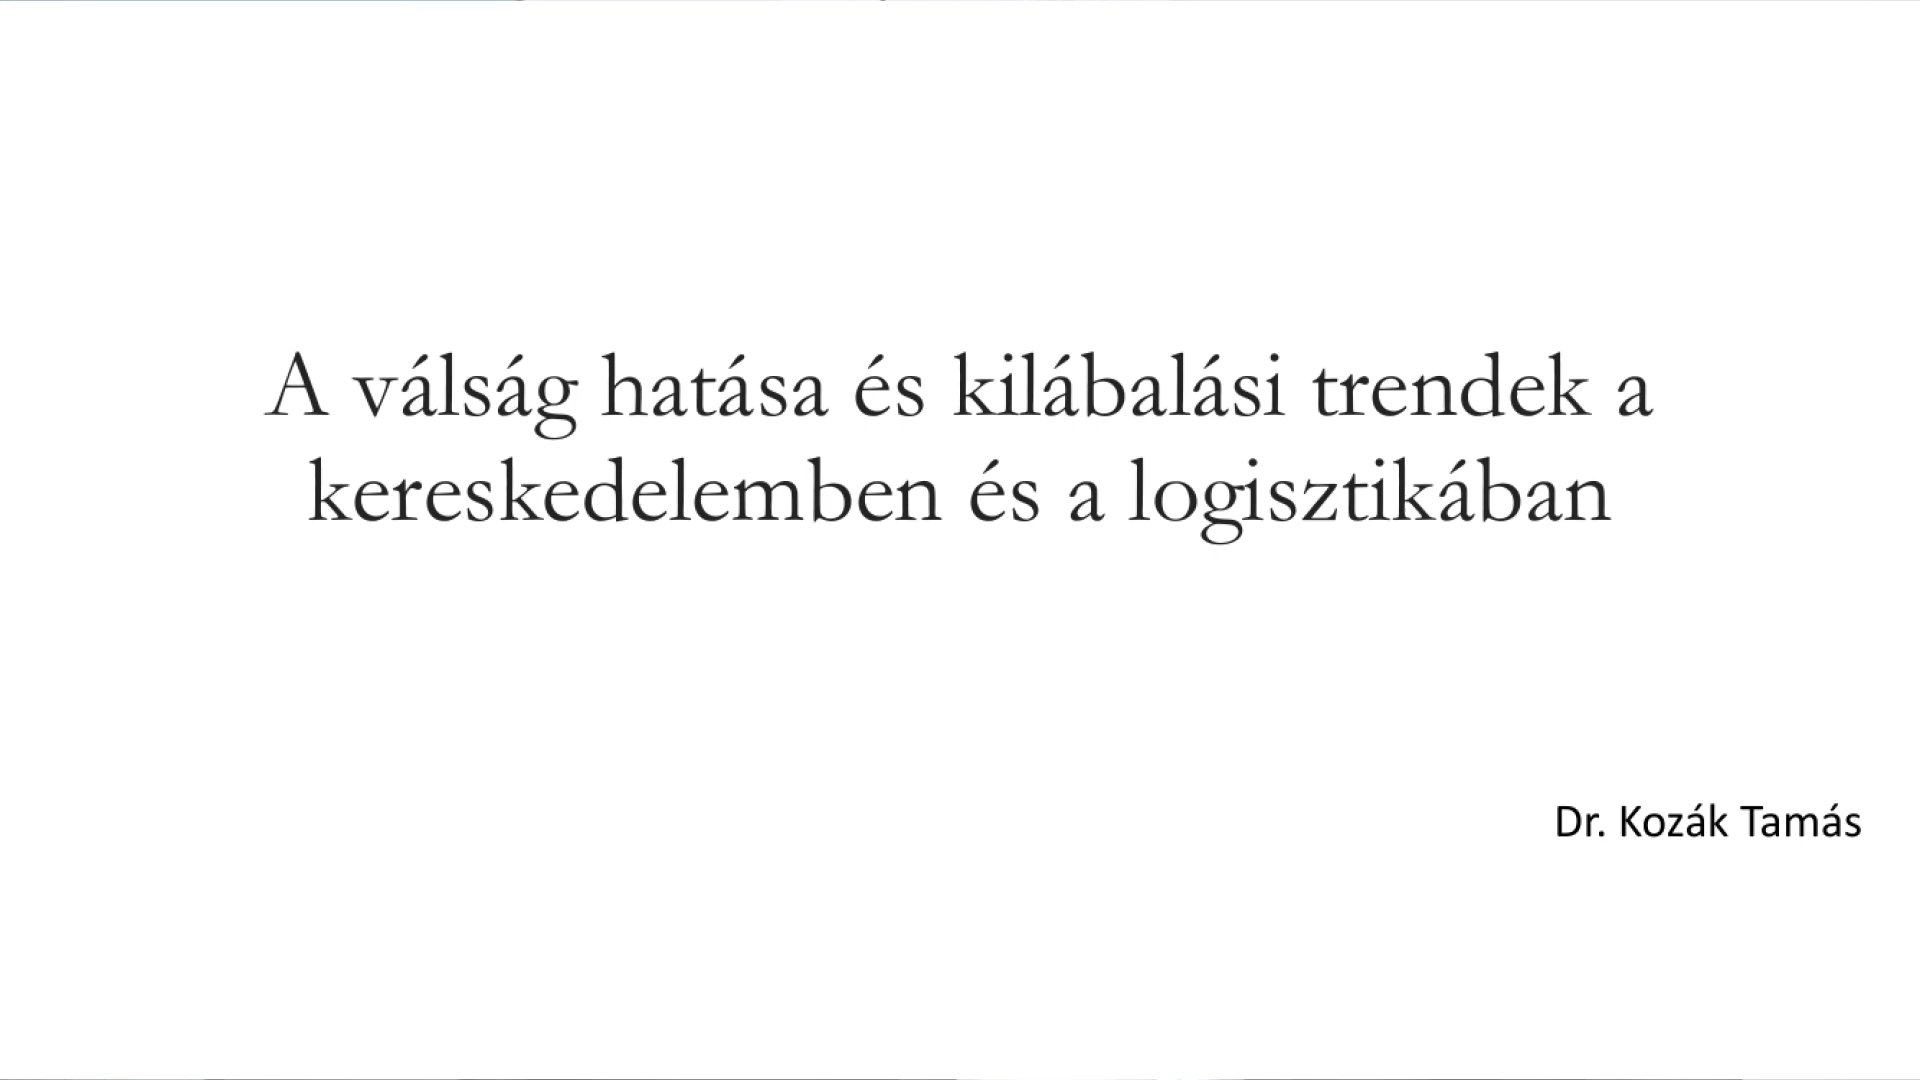 A válság hatása és kilábalási trendek a
kereskedelemben és a logisztikában
Dr. Kozák Tamás